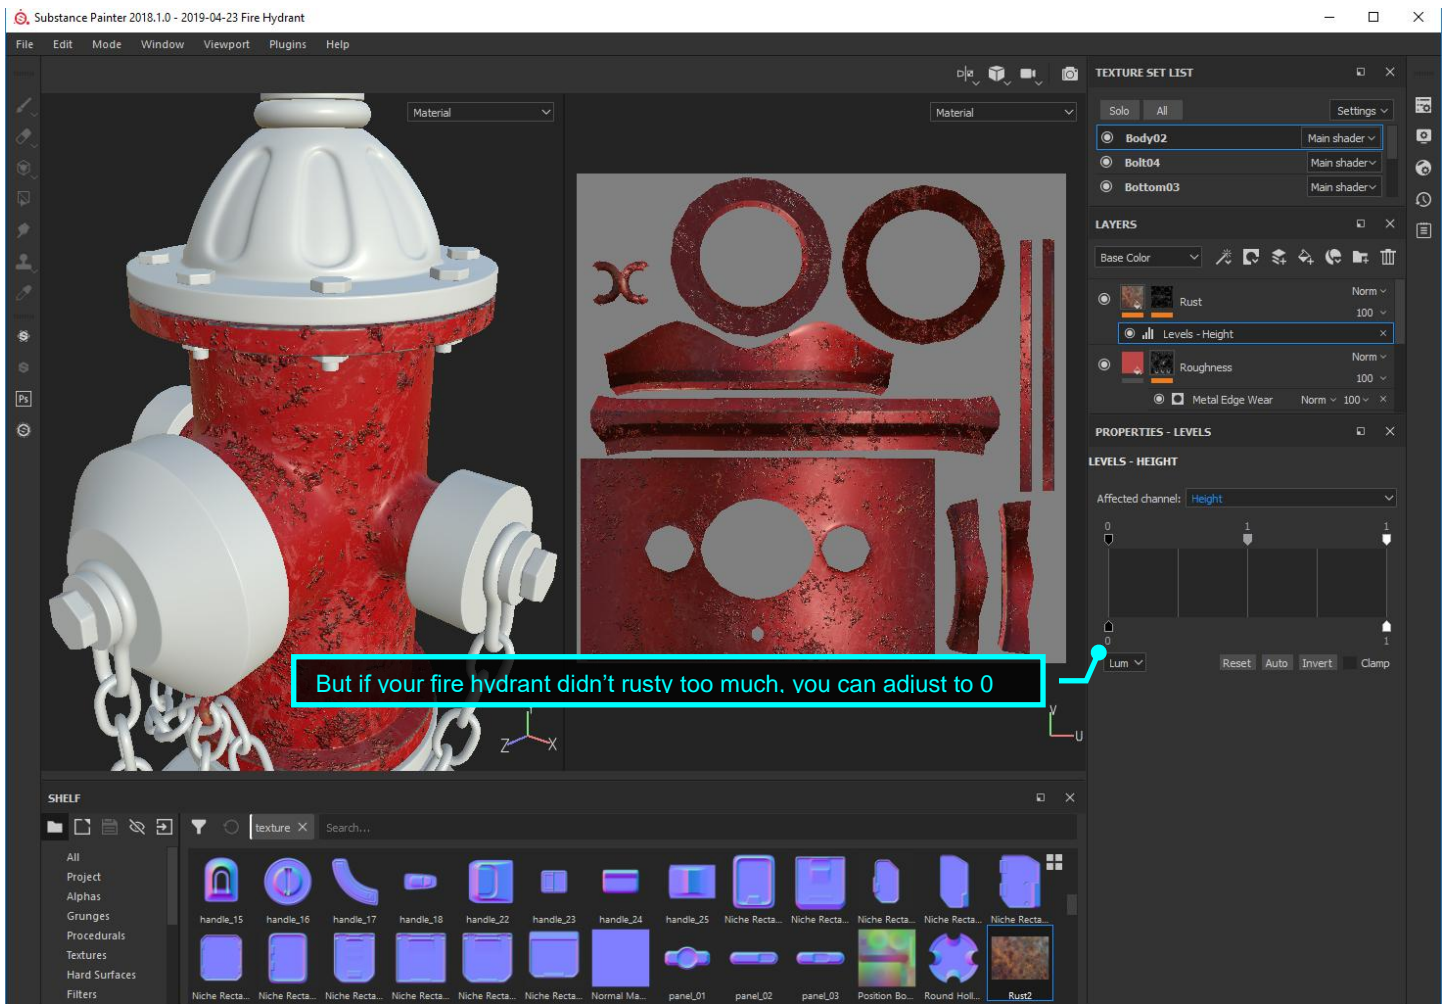 Substance Painter 2018.1.0 - 2019-04-23 Fire Hydrant
File Edit Mode Window Viewport Plugins Help
Material
Material
TEXTURE SET LIST
Solo All Settings
Body02 Main shader
Bolt04 Main shader
Bottom03 Main shader
LAYERS
Base Color
Rust Norm
100
Levels - Height
Roughness Norm
100
Metal Edge Wear Norm 100
PROPERTIES - LEVELS
LEVELS - HEIGHT
Affected channel: Height
0 1 1
0 1
Lum Reset Auto Invert Clamp
But if your fire hydrant didn't rusty too much, you can adjust to 0
Y
Z X
V
U
Ps
SHELF
texture Search...
All
Project
Alphas
Grunges
Procedurals
Textures
Hard Surfaces
Filters
handle_15 handle_16 handle_17 handle_18 handle_22 handle_23 handle_24 handle_25 Niche Recta... Niche Recta... Niche Recta... Niche Recta... Niche Recta...
Niche Recta... Niche Recta... Niche Recta... Niche Recta... Niche Recta... Niche Recta... Normal Ma... panel_01 panel_02 panel_03 Position Bo... Round Holl... Rust2